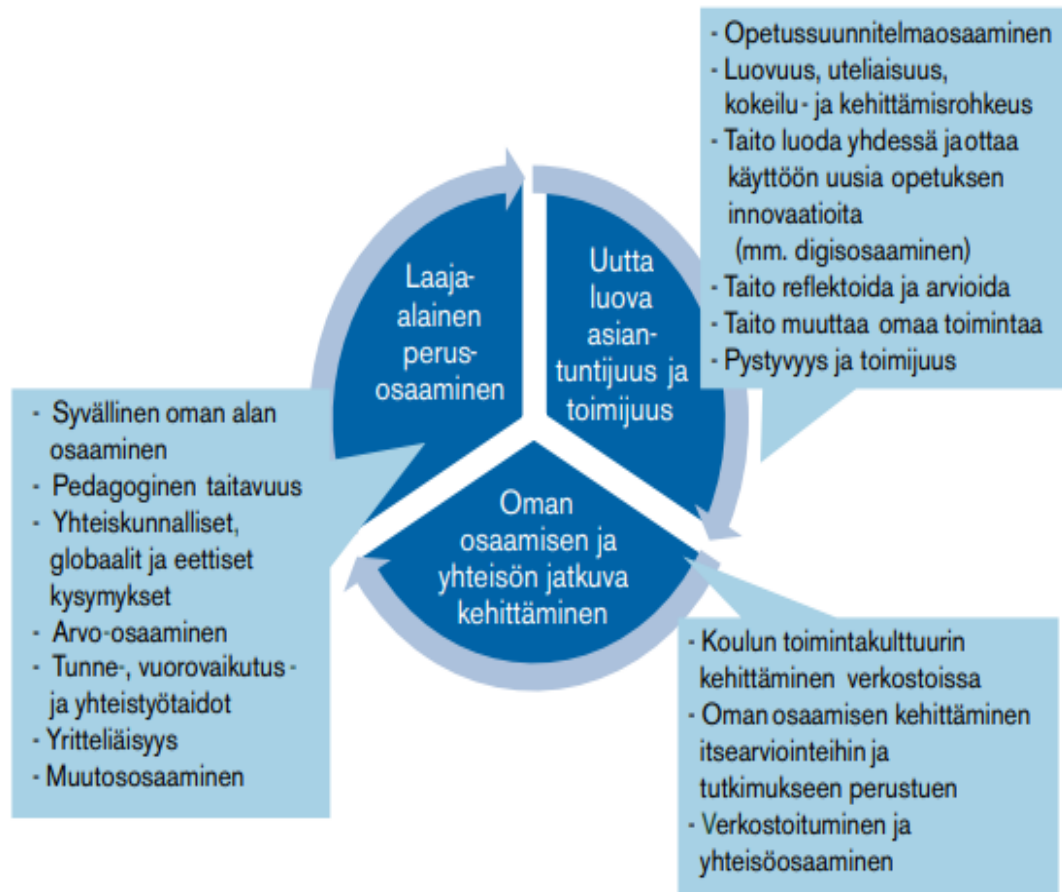 Laaja-
alainen
perus-
osaaminen
- Syvällinen oman alan
osaaminen
- Pedagoginen taitavuus
- Yhteiskunnalliset,
globaalit ja eettiset
kysymykset
- Arvo-osaaminen
- Tunne-, vuorovaikutus -
ja yhteistyötaidot
- Yritteliäisyys
- Muutososaaminen
Uutta
luova
asian-
tuntijuus ja
toimijuus
- Opetussuunnitelmaosaaminen
- Luovuus, uteliaisuus,
kokeilu - ja kehittämisrohkeus
- Taito luoda yhdessä ja ottaa
käyttöön uusia opetuksen
innovaatioita
(mm. digisosaaminen)
- Taito reflektoida ja arvioida
- Taito muuttaa omaa toimintaa
- Pystyvyys ja toimijuus
Oman
osaamisen ja
yhteisön jatkuva
kehittäminen
- Koulun toimintakulttuurin
kehittäminen verkostoissa
- Oman osaamisen kehittäminen
itsearviointeihin ja
tutkimukseen perustuen
- Verkostoituminen ja
yhteisöosaaminen